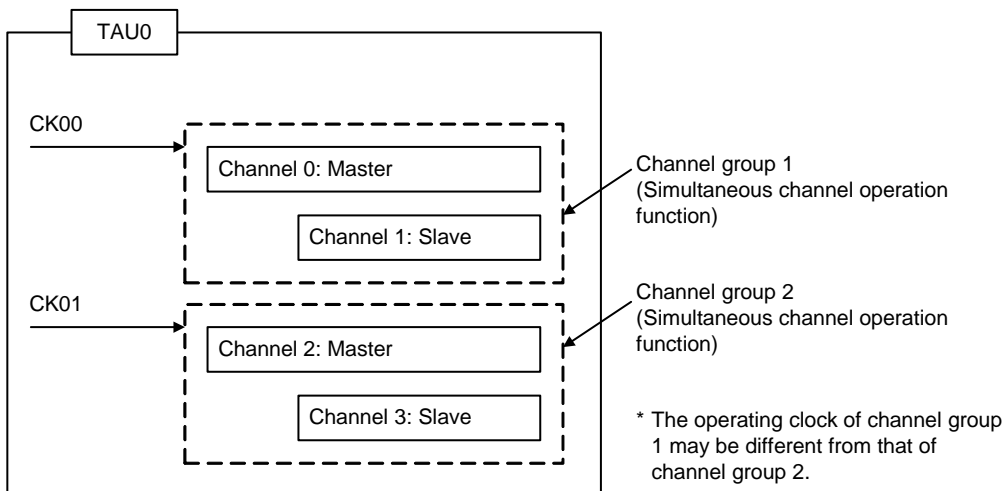 TAU0
CK00
Channel 0: Master
Channel 1: Slave
Channel group 1
(Simultaneous channel operation
function)
CK01
Channel 2: Master
Channel 3: Slave
Channel group 2
(Simultaneous channel operation
function)
* The operating clock of channel group
1 may be different from that of
channel group 2.